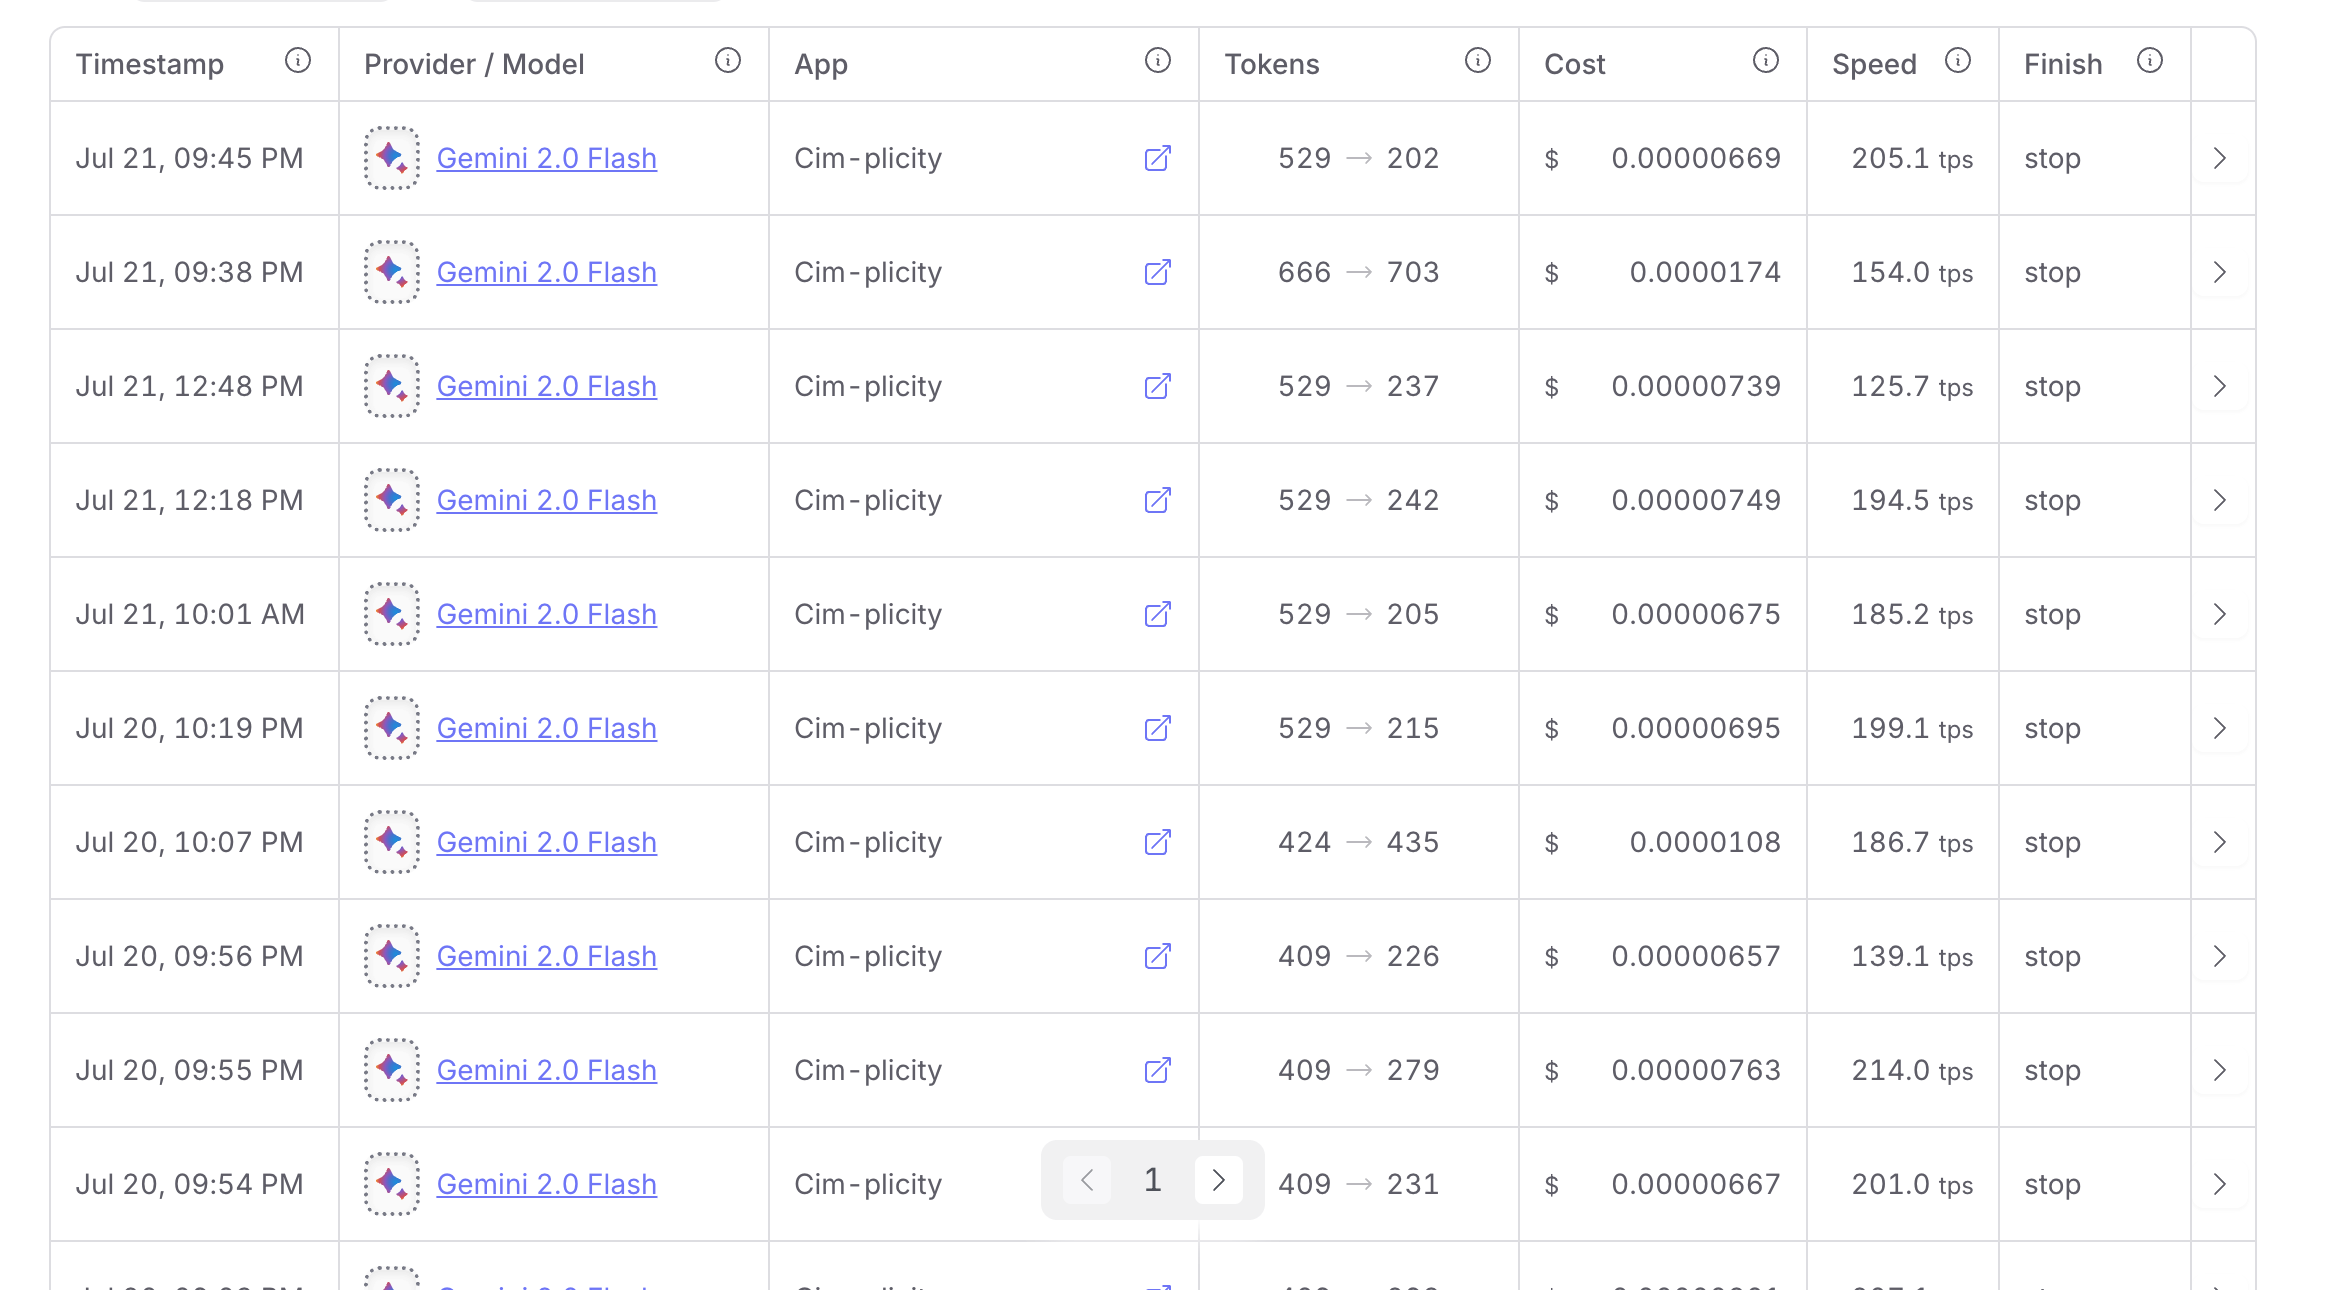 Timestamp Provider / Model App Tokens Cost Speed Finish
Jul 21, 09:45 PM Gemini 2.0 Flash Cim-plicity 529 → 202 $ 0.00000669 205.1 tps stop
Jul 21, 09:38 PM Gemini 2.0 Flash Cim-plicity 666 → 703 $ 0.0000174 154.0 tps stop
Jul 21, 12:48 PM Gemini 2.0 Flash Cim-plicity 529 → 237 $ 0.00000739 125.7 tps stop
Jul 21, 12:18 PM Gemini 2.0 Flash Cim-plicity 529 → 242 $ 0.00000749 194.5 tps stop
Jul 21, 10:01 AM Gemini 2.0 Flash Cim-plicity 529 → 205 $ 0.00000675 185.2 tps stop
Jul 20, 10:19 PM Gemini 2.0 Flash Cim-plicity 529 → 215 $ 0.00000695 199.1 tps stop
Jul 20, 10:07 PM Gemini 2.0 Flash Cim-plicity 424 → 435 $ 0.0000108 186.7 tps stop
Jul 20, 09:56 PM Gemini 2.0 Flash Cim-plicity 409 → 226 $ 0.00000657 139.1 tps stop
Jul 20, 09:55 PM Gemini 2.0 Flash Cim-plicity 409 → 279 $ 0.00000763 214.0 tps stop
Jul 20, 09:54 PM Gemini 2.0 Flash Cim-plicity 409 → 231 $ 0.00000667 201.0 tps stop
1
Gemini 2.0 Flash